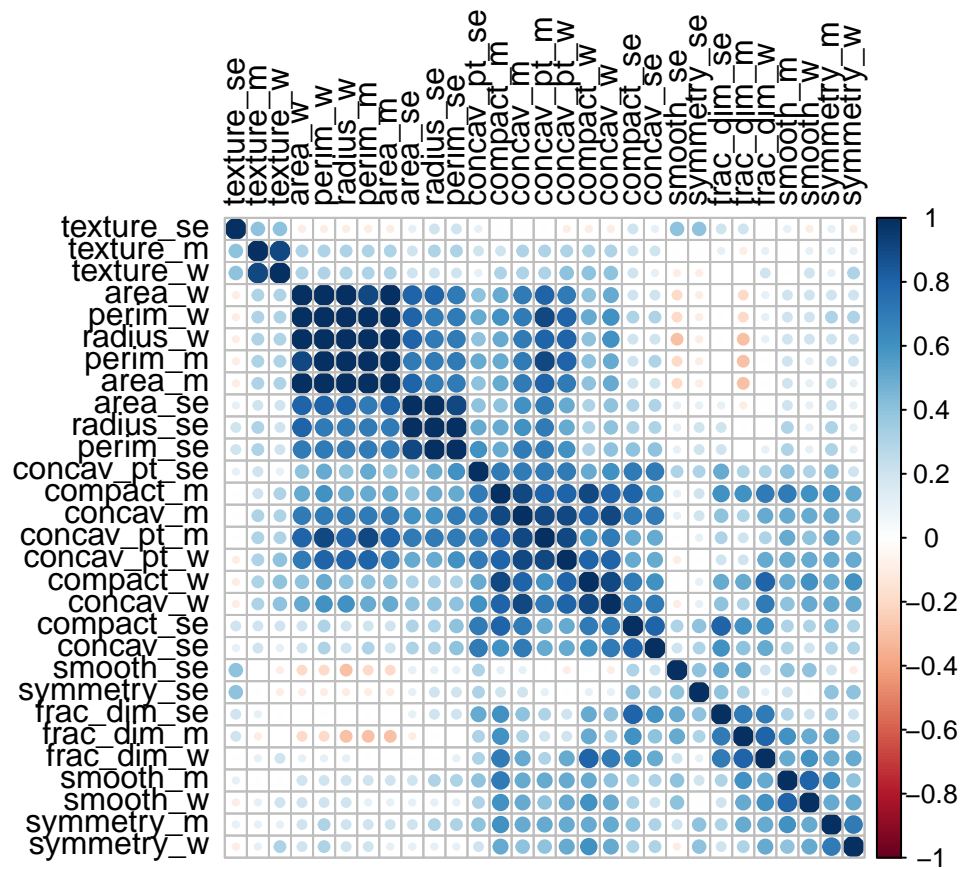 texture_se
texture_m
texture_w
area_w
perim_w
radius_w
perim_m
area_m
area_se
radius_se
perim_se
concav_pt_se
compact_m
concav_m
concav_pt_m
concav_pt_w
compact_w
concav_w
compact_se
concav_se
smooth_se
symmetry_se
frac_dim_se
frac_dim_m
frac_dim_w
smooth_m
smooth_w
symmetry_m
symmetry_w
texture_se
texture_m
texture_w
area_w
perim_w
radius_w
perim_m
area_m
area_se
radius_se
perim_se
concav_pt_se
compact_m
concav_m
concav_pt_m
concav_pt_w
compact_w
concav_w
compact_se
concav_se
smooth_se
symmetry_se
frac_dim_se
frac_dim_m
frac_dim_w
smooth_m
smooth_w
symmetry_m
symmetry_w
1
0.8
0.6
0.4
0.2
0
−0.2
−0.4
−0.6
−0.8
−1